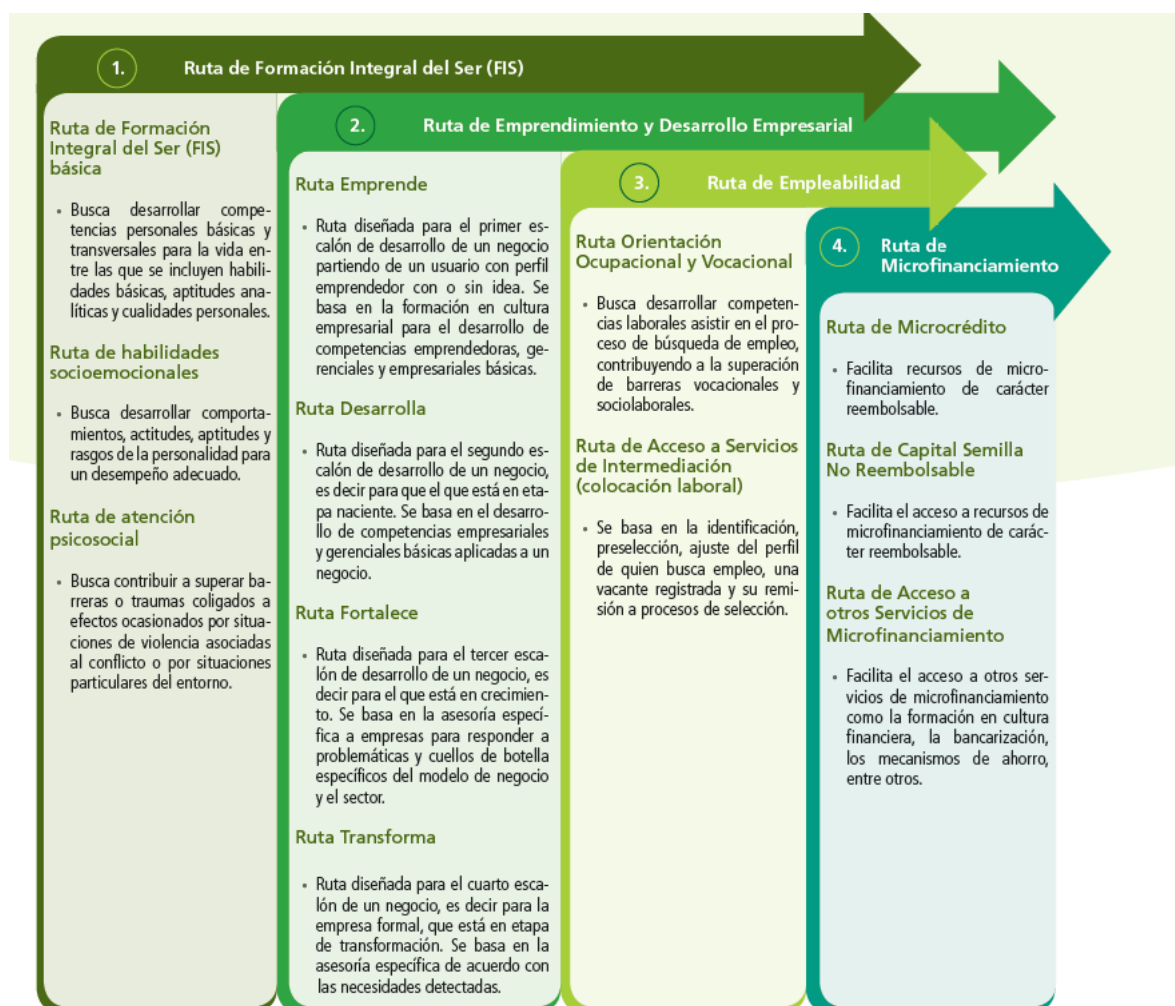 1.
Ruta de Formación Integral del Ser (FIS)
Ruta de Formación
Integral del Ser (FIS)
básica
• Busca desarrollar compe-
tencias personales básicas y
transversales para la vida en-
tre las que se incluyen habili-
dades básicas, aptitudes ana-
líticas y cualidades personales.
Ruta de habilidades
socioemocionales
• Busca desarrollar comporta-
mientos, actitudes, aptitudes y
rasgos de la personalidad para
un desempeño adecuado.
Ruta de atención
psicosocial
• Busca contribuir a superar ba-
rreras o traumas coligados a
efectos ocasionados por situa-
ciones de violencia asociadas
al conflicto o por situaciones
particulares del entorno.
2.
Ruta de Emprendimiento y Desarrollo Empresarial
Ruta Emprende
• Ruta diseñada para el primer es-
calón de desarrollo de un negocio
partiendo de un usuario con perfil
emprendedor con o sin idea. Se
basa en la formación en cultura
empresarial para el desarrollo de
competencias emprendedoras, ge-
renciales y empresariales básicas.
Ruta Desarrolla
• Ruta diseñada para el segundo es-
calón de desarrollo de un negocio,
es decir para que el que está en eta-
pa naciente. Se basa en el desarro-
llo de competencias empresariales
y gerenciales básicas aplicadas a un
negocio.
Ruta Fortalece
• Ruta diseñada para el tercer esca-
lón de desarrollo de un negocio, es
decir para el que está en crecimien-
to. Se basa en la asesoría especí-
fica a empresas para responder a
problemáticas y cuellos de botella
específicos del modelo de negocio
y el sector.
Ruta Transforma
• Ruta diseñada para el cuarto esca-
lón de un negocio, es decir para la
empresa formal, que está en etapa
de transformación. Se basa en la
asesoría específica de acuerdo con
las necesidades detectadas.
3.
Ruta de Empleabilidad
Ruta Orientación
Ocupacional y Vocacional
• Busca desarrollar competen-
cias laborales asistir en el pro-
ceso de búsqueda de empleo,
contribuyendo a la superación
de barreras vocacionales y
sociolaborales.
Ruta de Acceso a Servicios
de Intermediación
(colocación laboral)
• Se basa en la identificación,
preselección, ajuste del perfil
de quien busca empleo, una
vacante registrada y su remi-
sión a procesos de selección.
4.
Ruta de
Microfinanciamiento
Ruta de Microcrédito
• Facilita recursos de micro-
financiamiento de carácter
reembolsable.
Ruta de Capital Semilla
No Reembolsable
• Facilita el acceso a recursos de
microfinanciamiento de carác-
ter reembolsable.
Ruta de Acceso a
otros Servicios de
Microfinanciamiento
• Facilita el acceso a otros ser-
vicios de microfinanciamiento
como la formación en cultura
financiera, la bancarización,
los mecanismos de ahorro,
entre otros.